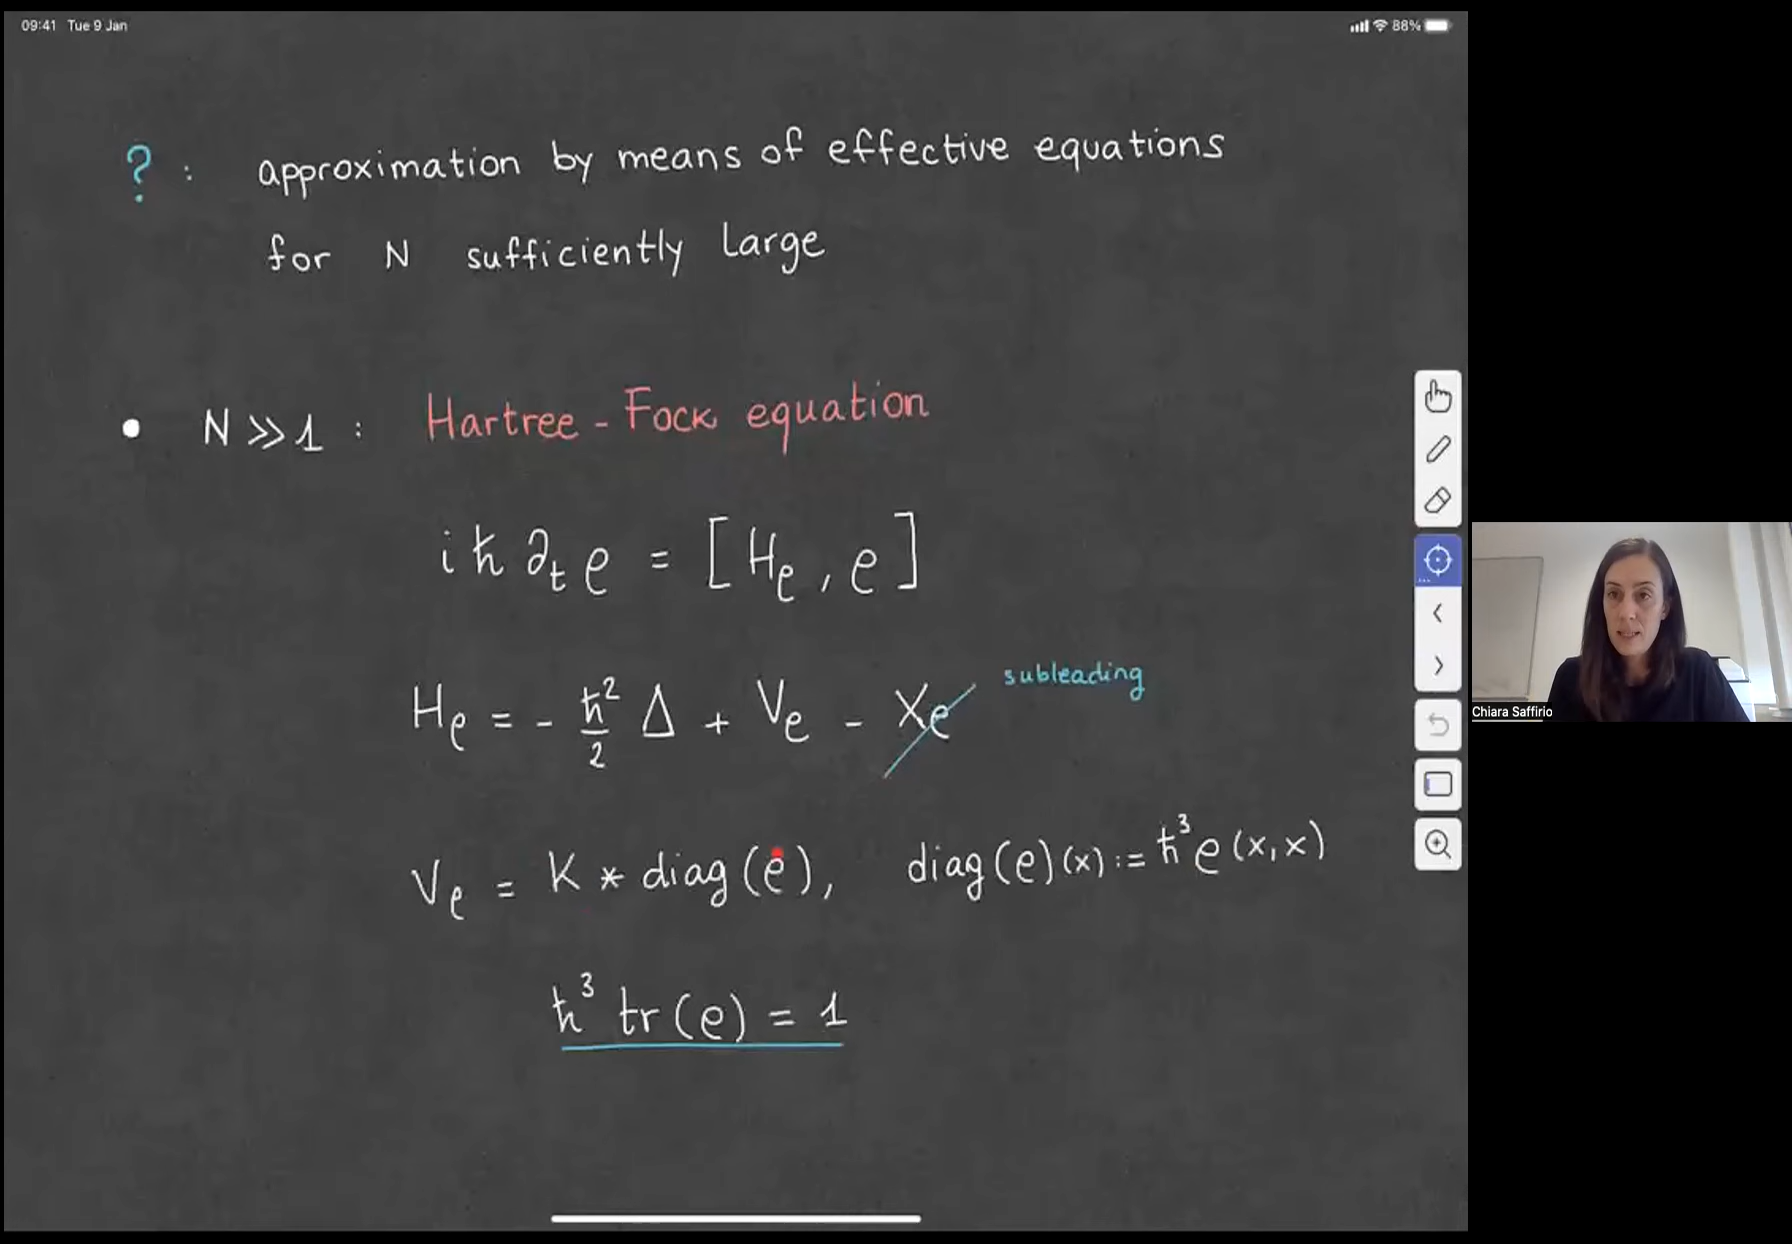 09:41 Tue 9 Jan
88%
? : approximation by means of effective equations
for N sufficiently large
• N ≫ 1 : Hartree - Fock equation
iħ ∂ₜ ρ = [H_ρ , ρ]
H_ρ = - ħ²/2 Δ + V_ρ - X_ρ subleading
V_ρ = K * diag(ρ), diag(ρ)(x) := ħ³ ρ(x,x)
ħ³ tr(ρ) = 1
Chiara Saffirio